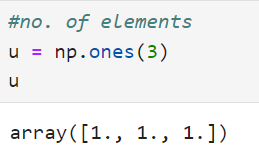 #no. of elements
u = np.ones(3)
u
array([1., 1., 1.])